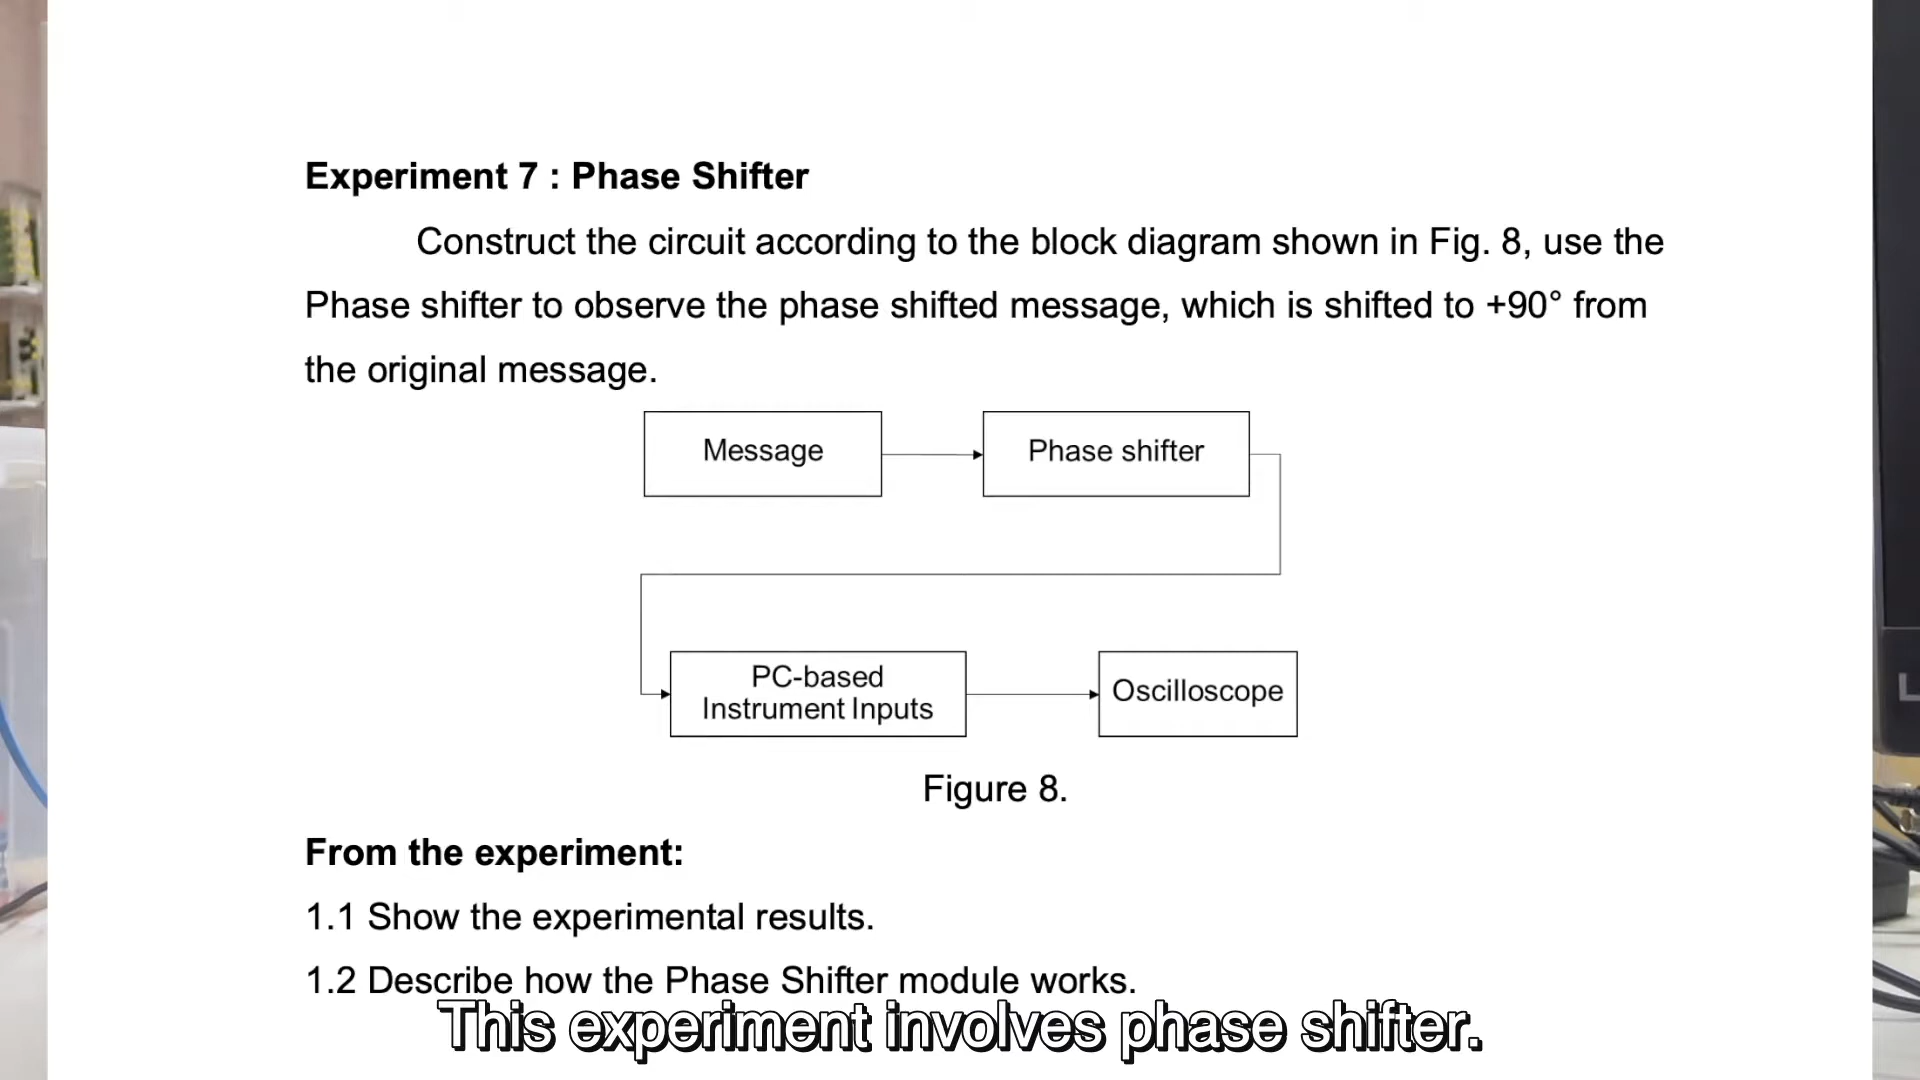 Experiment 7 : Phase Shifter
Construct the circuit according to the block diagram shown in Fig. 8, use the
Phase shifter to observe the phase shifted message, which is shifted to +90° from
the original message.
Message
Phase shifter
PC-based
Instrument Inputs
Oscilloscope
Figure 8.
From the experiment:
1.1 Show the experimental results.
1.2 Describe how the Phase Shifter module works.
This experiment involves phase shifter.